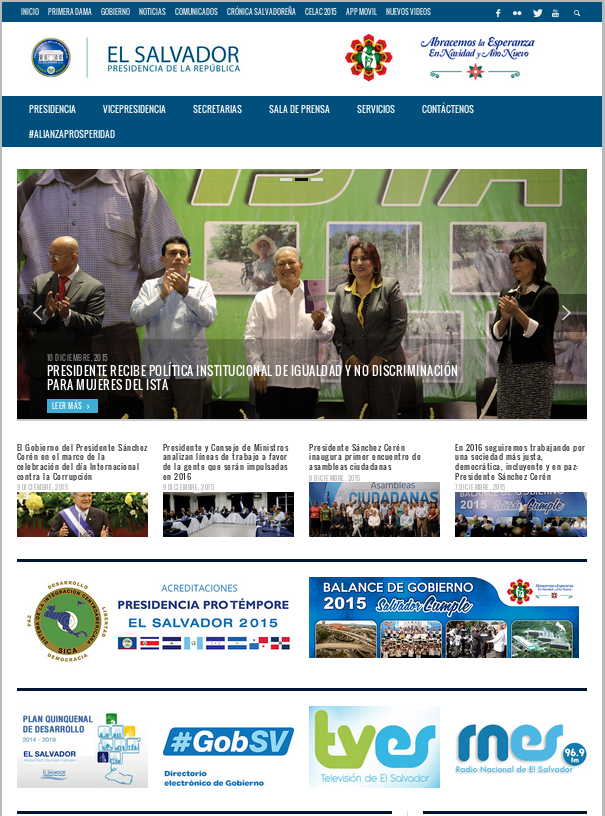 INICIO PRIMERA DAMA GOBIERNO NOTICIAS COMUNICADOS CRÓNICA SALVADOREÑA CELAC 2015 APP MOVIL NUEVOS VIDEOS
EL SALVADOR
PRESIDENCIA DE LA REPÚBLICA
Abracemos la Esperanza
En Navidad y Año Nuevo
PRESIDENCIA VICEPRESIDENCIA SECRETARIAS SALA DE PRENSA SERVICIOS CONTÁCTENOS
#ALIANZAPROSPERIDAD
10 DICIEMBRE, 2015
PRESIDENTE RECIBE POLÍTICA INSTITUCIONAL DE IGUALDAD Y NO DISCRIMINACIÓN
PARA MUJERES DEL ISTA
LEER MÁS >
El Gobierno del Presidente Sánchez
Cerén en el marco de la
celebración del día Internacional
contra la Corrupción
9 DICIEMBRE, 2015
Presidente y Consejo de Ministros
analizan líneas de trabajo a favor
de la gente que serán impulsadas
en 2016
9 DICIEMBRE, 2015
Presidente Sánchez Cerén
inaugura primer encuentro de
asambleas ciudadanas
8 DICIEMBRE, 2015
Asambleas
CIUDADANAS
En 2016 seguiremos trabajando por
una sociedad más justa,
democrática, incluyente y en paz:
Presidente Sánchez Cerén
7 DICIEMBRE, 2015
BALANCE DE GOBIERNO
2015 Salvador Cumple
DESARROLLO
PAZ
LIBERTAD
SISTEMA DE LA INTEGRACIÓN CENTROAMERICANA
SICA
DEMOCRACIA
ACREDITACIONES
PRESIDENCIA PRO TÉMPORE
EL SALVADOR 2015
BALANCE DE GOBIERNO
2015 Salvador Cumple
Abracemos la Esperanza
PLAN QUINQUENAL
DE DESARROLLO
2014 - 2019
EL SALVADOR
PRODUCTIVO, EDUCADO Y SEGURO
EL SALVADOR
#GobSV
Directorio
electrónico de Gobierno
tves
Televisión de El Salvador
rnes
96.9
fm
Radio Nacional de El Salvador